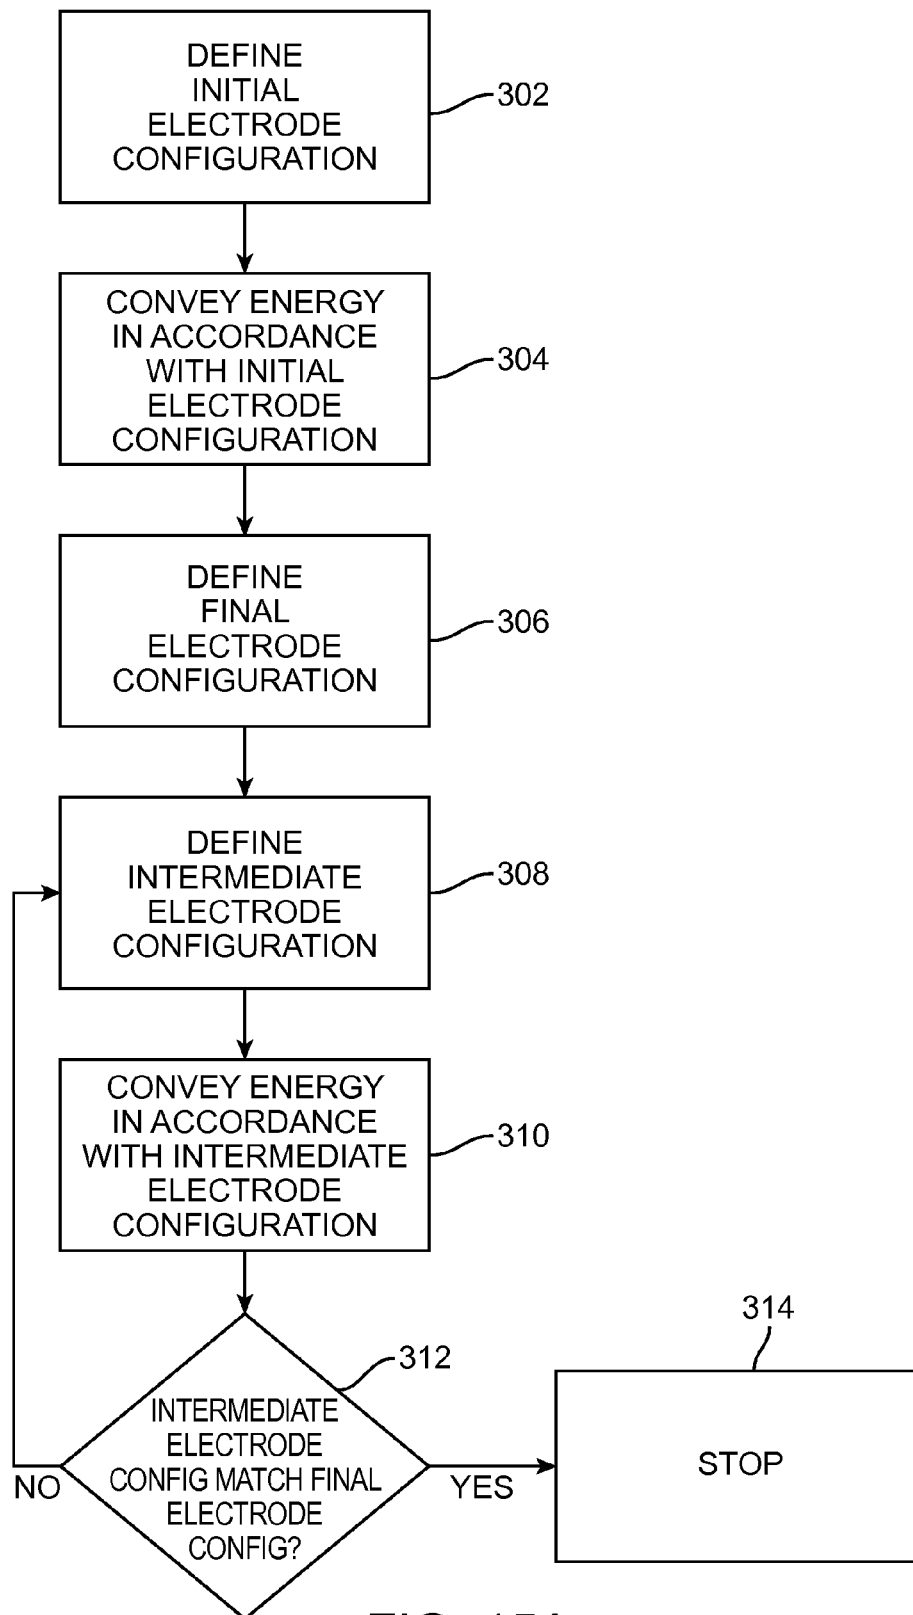 DEFINE
INITIAL
ELECTRODE
CONFIGURATION
302
CONVEY ENERGY
IN ACCORDANCE
WITH INITIAL
ELECTRODE
CONFIGURATION
304
DEFINE
FINAL
ELECTRODE
CONFIGURATION
306
DEFINE
INTERMEDIATE
ELECTRODE
CONFIGURATION
308
CONVEY ENERGY
IN ACCORDANCE
WITH INTERMEDIATE
ELECTRODE
CONFIGURATION
310
314
312
INTERMEDIATE
ELECTRODE
CONFIG MATCH FINAL
ELECTRODE
CONFIG?
NO
YES
STOP